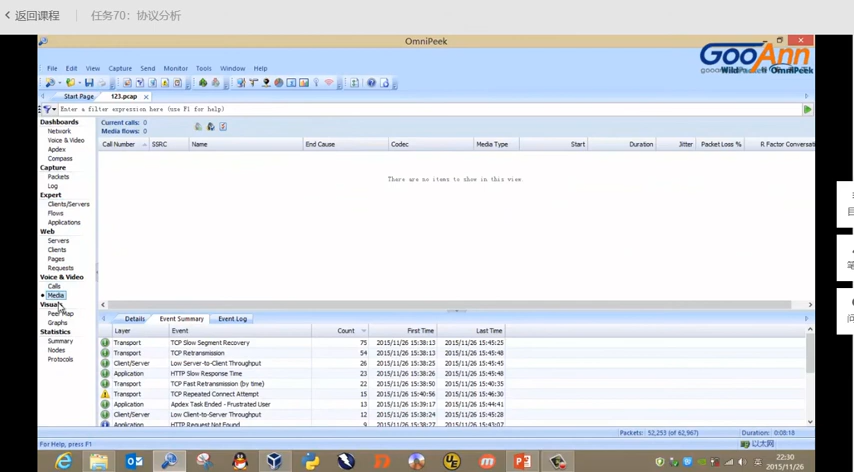 返回课程 任务70：协议分析
OmniPeek
GooAnn
OmniPeek
File Edit View Capture Send Monitor Tools Window Help
Start Page 123.pcap
Enter a filter expression here (use F1 for help)
Dashboards
Network
Voice & Video
Apdex
Compass
Capture
Packets
Log
Expert
Clients/Servers
Flows
Applications
Web
Servers
Clients
Pages
Requests
Voice & Video
Calls
Media
Visuals
Peer Map
Graphs
Statistics
Summary
Nodes
Protocols
Current calls: 0
Media flows: 0
Call Number SSRC Name End Cause Codec Media Type Start Duration Jitter Packet Loss % R Factor Conversa
There are no items to show in this view.
Details Event Summary Event Log
Layer Event Count First Time Last Time
Transport TCP Slow Segment Recovery 75 2015/11/26 15:38:13 2015/11/26 15:45:25
Transport TCP Retransmission 54 2015/11/26 15:38:13 2015/11/26 15:45:48
Client/Server Low Server-to-Client Throughput 26 2015/11/26 15:38:25 2015/11/26 15:45:45
Application HTTP Slow Response Time 23 2015/11/26 15:38:26 2015/11/26 15:45:48
Transport TCP Fast Retransmission (by time) 22 2015/11/26 15:38:50 2015/11/26 15:40:35
Transport TCP Repeated Connect Attempt 15 2015/11/26 15:40:56 2015/11/26 15:46:30
Application Apdex Task Ended - Frustrated User 13 2015/11/26 15:39:17 2015/11/26 15:44:41
Client/Server Low Client-to-Server Throughput 12 2015/11/26 15:38:24 2015/11/26 15:45:28
Application HTTP Request Not Found 9 2015/11/26 15:38:28 2015/11/26 15:43:07
For Help, press F1
Packets: 52,253 (of 62,967) Duration: 0:08:18
以太网
英 22:30
2015/11/26